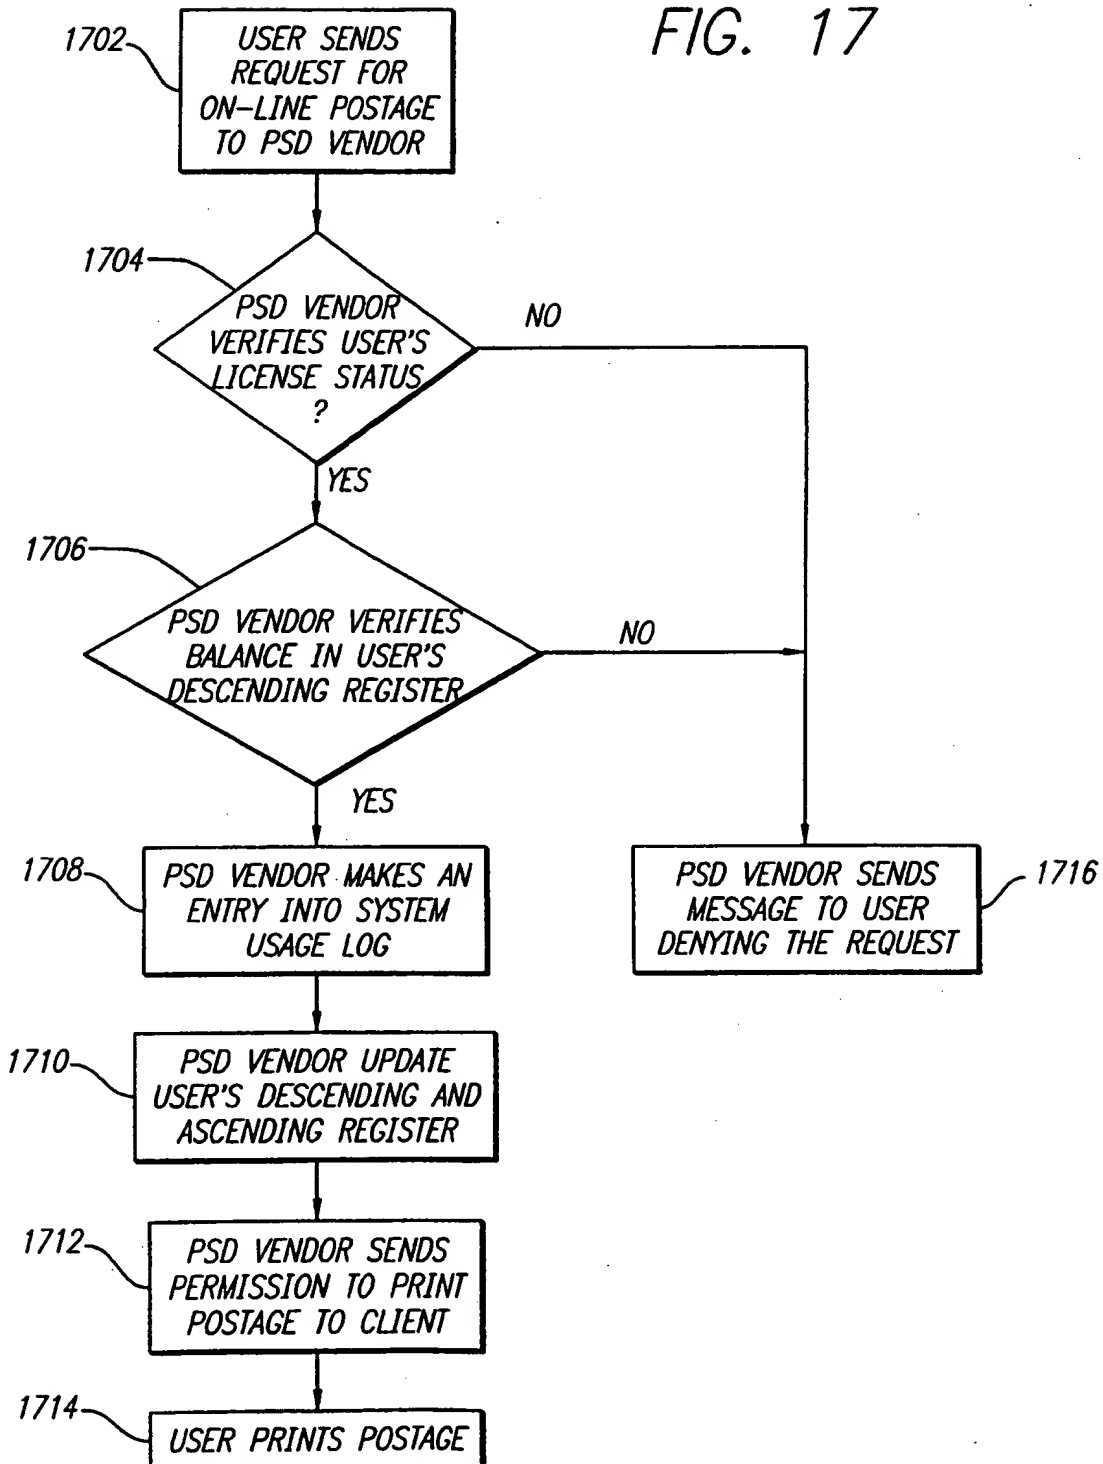 FIG. 17
1702
USER SENDS
REQUEST FOR
ON-LINE POSTAGE
TO PSD VENDOR
1704
PSD VENDOR
VERIFIES USER'S
LICENSE STATUS
?
NO
YES
1706
PSD VENDOR VERIFIES
BALANCE IN USER'S
DESCENDING REGISTER
NO
YES
1708
PSD VENDOR MAKES AN
ENTRY INTO SYSTEM
USAGE LOG
PSD VENDOR SENDS
MESSAGE TO USER
DENYING THE REQUEST
1716
1710
PSD VENDOR UPDATE
USER'S DESCENDING AND
ASCENDING REGISTER
1712
PSD VENDOR SENDS
PERMISSION TO PRINT
POSTAGE TO CLIENT
1714
USER PRINTS POSTAGE